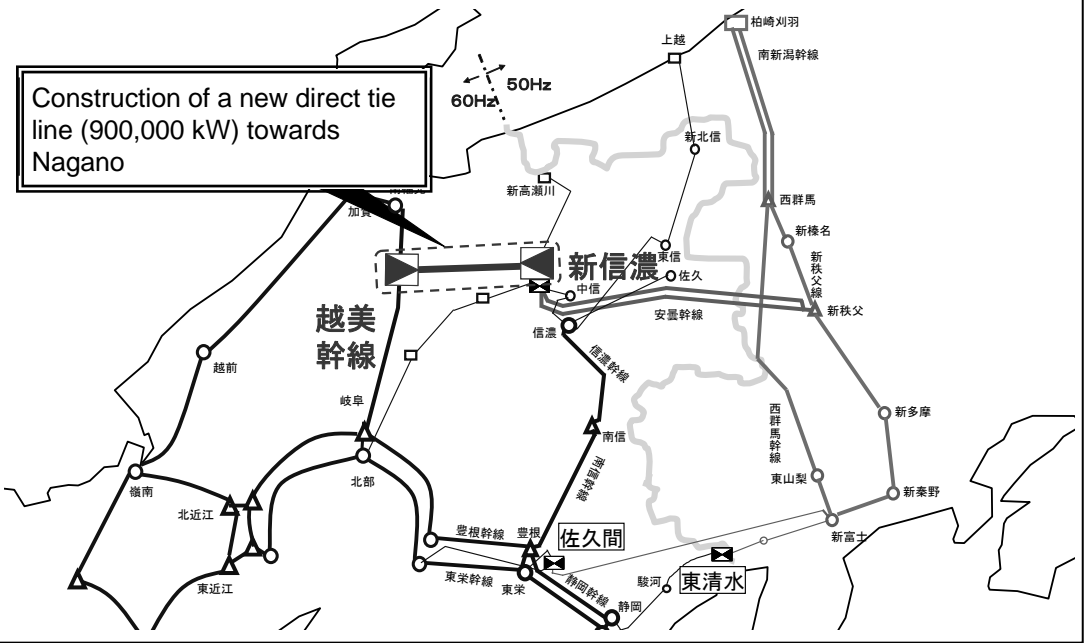 柏崎刈羽
上越
南新潟幹線
50Hz
60Hz
Construction of a new direct tie
line (900,000 kW) towards
Nagano
新北信
新高瀬川
西群馬
加賀
新榛名
東信
新秩父線
新信濃
佐久
中信
安曇幹線
新秩父
越美
幹線
信濃
信濃幹線
越前
岐阜
西群馬幹線
新多摩
南信
北部
南信幹線
東山梨
嶺南
新秦野
北近江
豊根幹線
豊根
佐久間
新富士
東近江
東栄幹線
東栄
静岡幹線
駿河
東清水
静岡